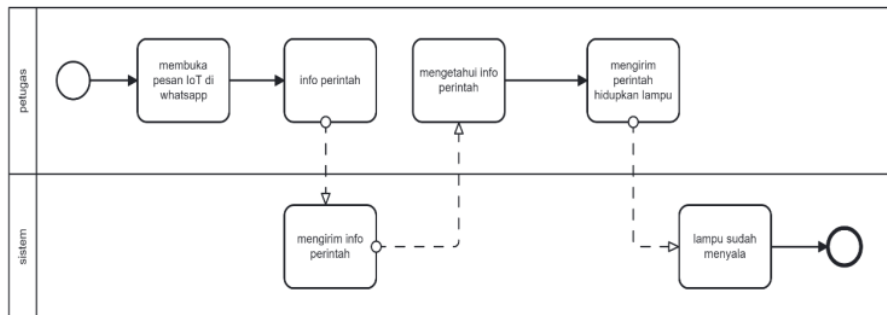 petugas
membuka
pesan IoT di
whatsapp
info perintah
mengetahui info
perintah
mengirim
perintah
hidupkan lampu
sistem
mengirim info
perintah
lampu sudah
menyala